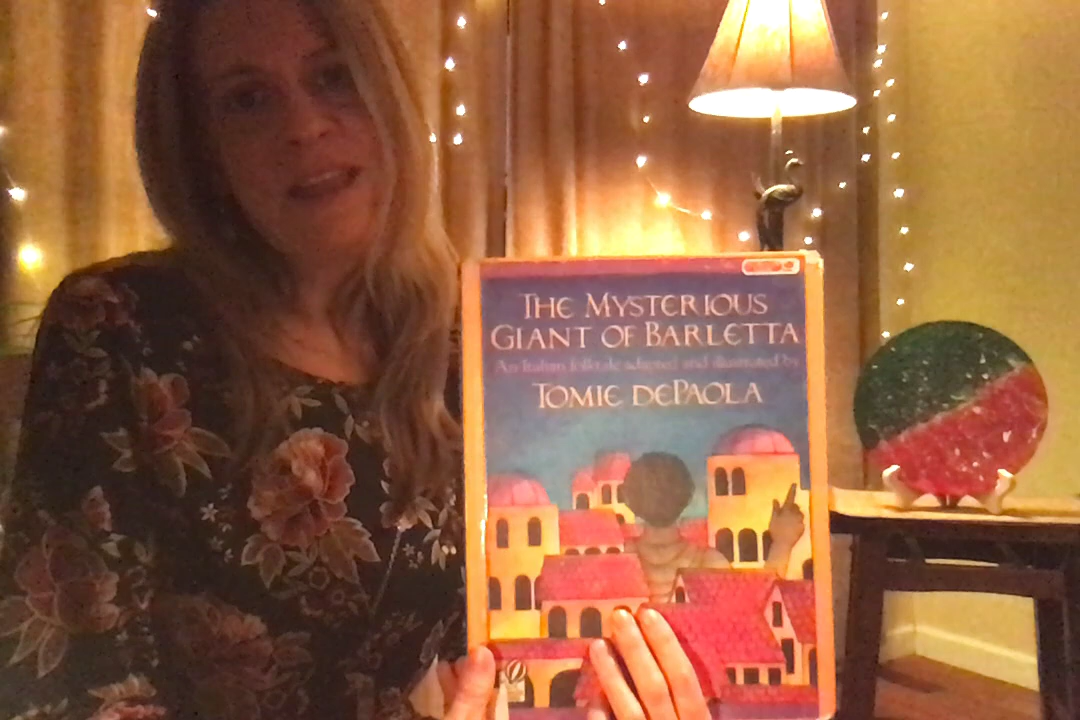 THE MYSTERIOUS
GIANT OF BARLETTA
An Italian folktale adapted and illustrated by
TOMIE DEPAOLA